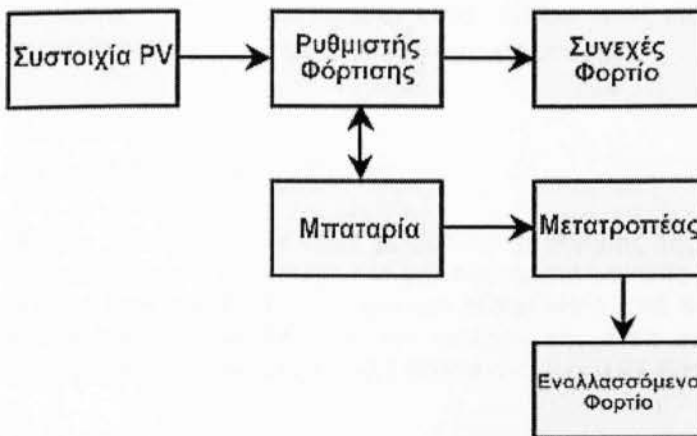 Συστοιχία PV
Ρυθμιστής
Φόρτισης
Συνεχές
Φορτίο
Μπαταρία
Μετατροπέας
Εναλλασσόμενο
Φορτίο